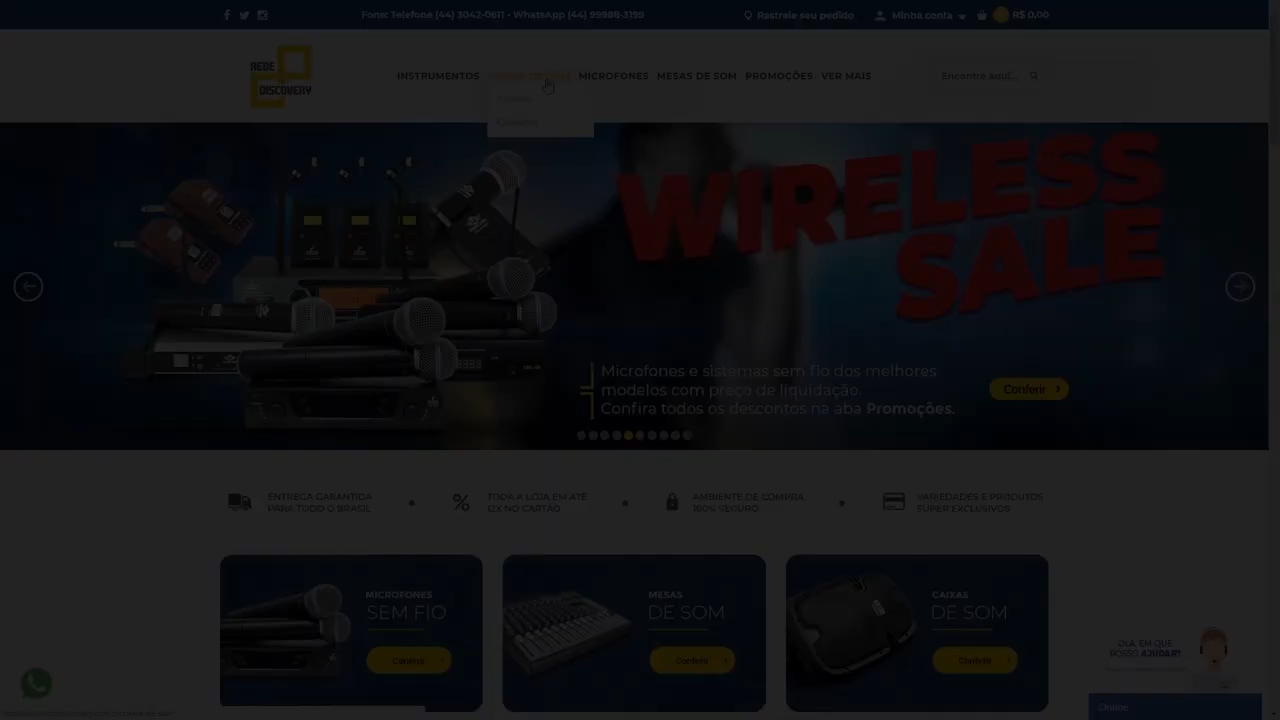 Fone: Telefone (44) 3042-0611 - WhatsApp (44) 99988-3199
Rastreie seu pedido
Minha conta
R$ 0,00
REDE
DISCOVERY
INSTRUMENTOS
MICROFONES
MESAS DE SOM
PROMOÇÕES
VER MAIS
Encontre aqui...
WIRELESS
SALE
Microfones e sistemas sem fio dos melhores
modelos com preço de liquidação.
Confira todos os descontos na aba Promoções.
Conferir
ENTREGA GARANTIDA
PARA TODO O BRASIL
TODA A LOJA EM ATÉ
12X NO CARTÃO
AMBIENTE DE COMPRA
100% SEGURO
VARIEDADES E PRODUTOS
SUPER EXCLUSIVOS
MICROFONES
SEM FIO
Conferir
MESAS
DE SOM
Conferir
CAIXAS
DE SOM
Conferir
OLÁ, EM QUE
POSSO AJUDAR?
Online